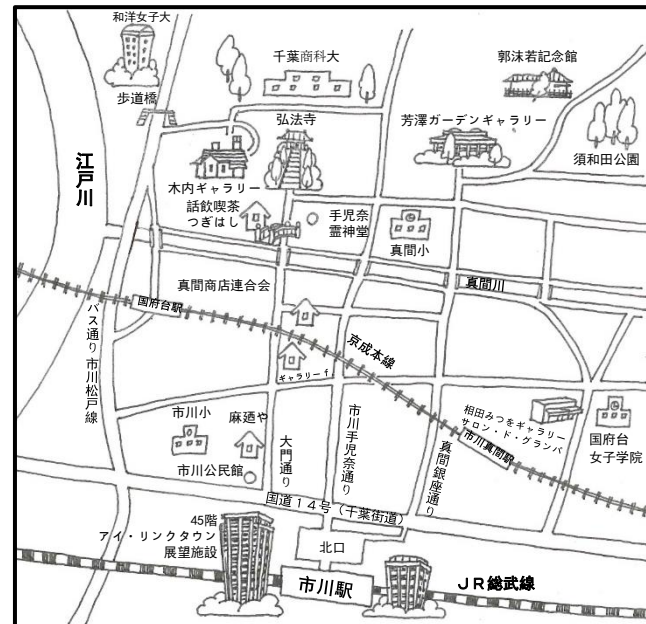 和洋女子大
千葉商科大
郭沫若記念館
歩道橋
弘法寺
芳澤ガーデンギャラリー
須和田公園
江戸川
木内ギャラリー
話飲喫茶
つぎはし
手児奈
霊神堂
真間小
真間商店連合会
真間川
国府台駅
バス通り市川松戸線
京成本線
ギャラリーf.
市川小
麻廼や
市川公民館
大門通り
市川手児奈通り
真間銀座通り
市川真間駅
相田みつをギャラリー
サロン・ド・グランパ
国府台
女子学院
国道14号(千葉街道)
45階
アイ・リンクタウン
展望施設
北口
市川駅
JR総武線